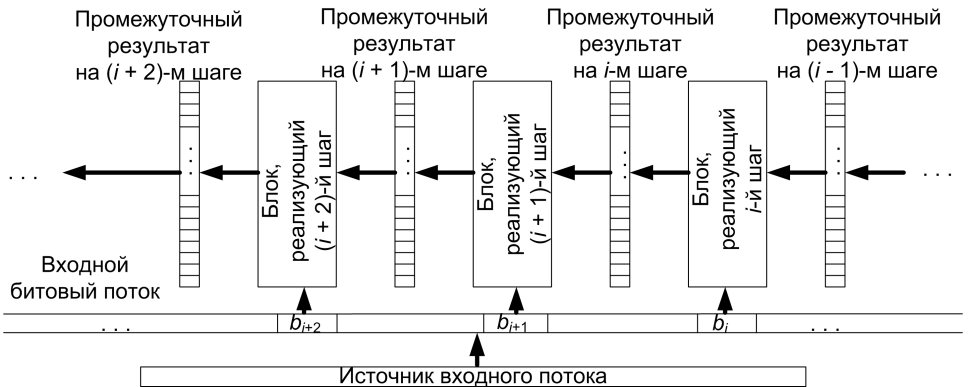 Промежуточный
результат
на (i + 2)-м шаге
Промежуточный
результат
на (i + 1)-м шаге
Промежуточный
результат
на i-м шаге
Промежуточный
результат
на (i - 1)-м шаге
. . .
Блок,
реализующий
(i + 2)-й шаг
Блок,
реализующий
(i + 1)-й шаг
Блок,
реализующий
i-й шаг
. . .
Входной
битовый поток
. . . bi+2 bi+1 bi . . .
Источник входного потока